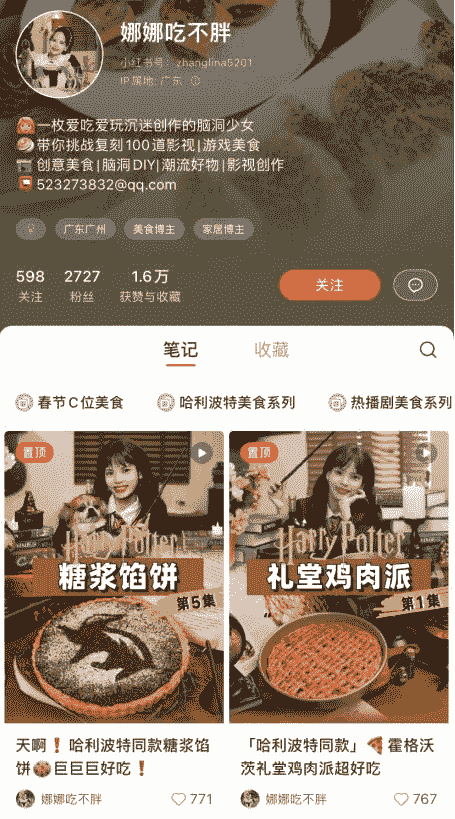 娜娜吃不胖
小红书号：zhanglina5201
IP属地：广东
一枚爱吃爱玩沉迷创作的脑洞少女
带你挑战复刻100道影视|游戏美食
创意美食|脑洞DIY|潮流好物|影视创作
523273832@qq.com
广东广州 美食博主 家居博主
598 2727 1.6万
关注 粉丝 获赞与收藏
关注
笔记 收藏
春节C位美食 哈利波特美食系列 热播剧美食系列
置顶
Harry Potter
糖浆馅饼
第5集
天啊❗哈利波特同款糖浆馅
饼🥧巨巨巨好吃❗
娜娜吃不胖 771
置顶
Harry Potter
礼堂鸡肉派
第1集
「哈利波特同款」🍕霍格沃
茨礼堂鸡肉派超好吃
娜娜吃不胖 767